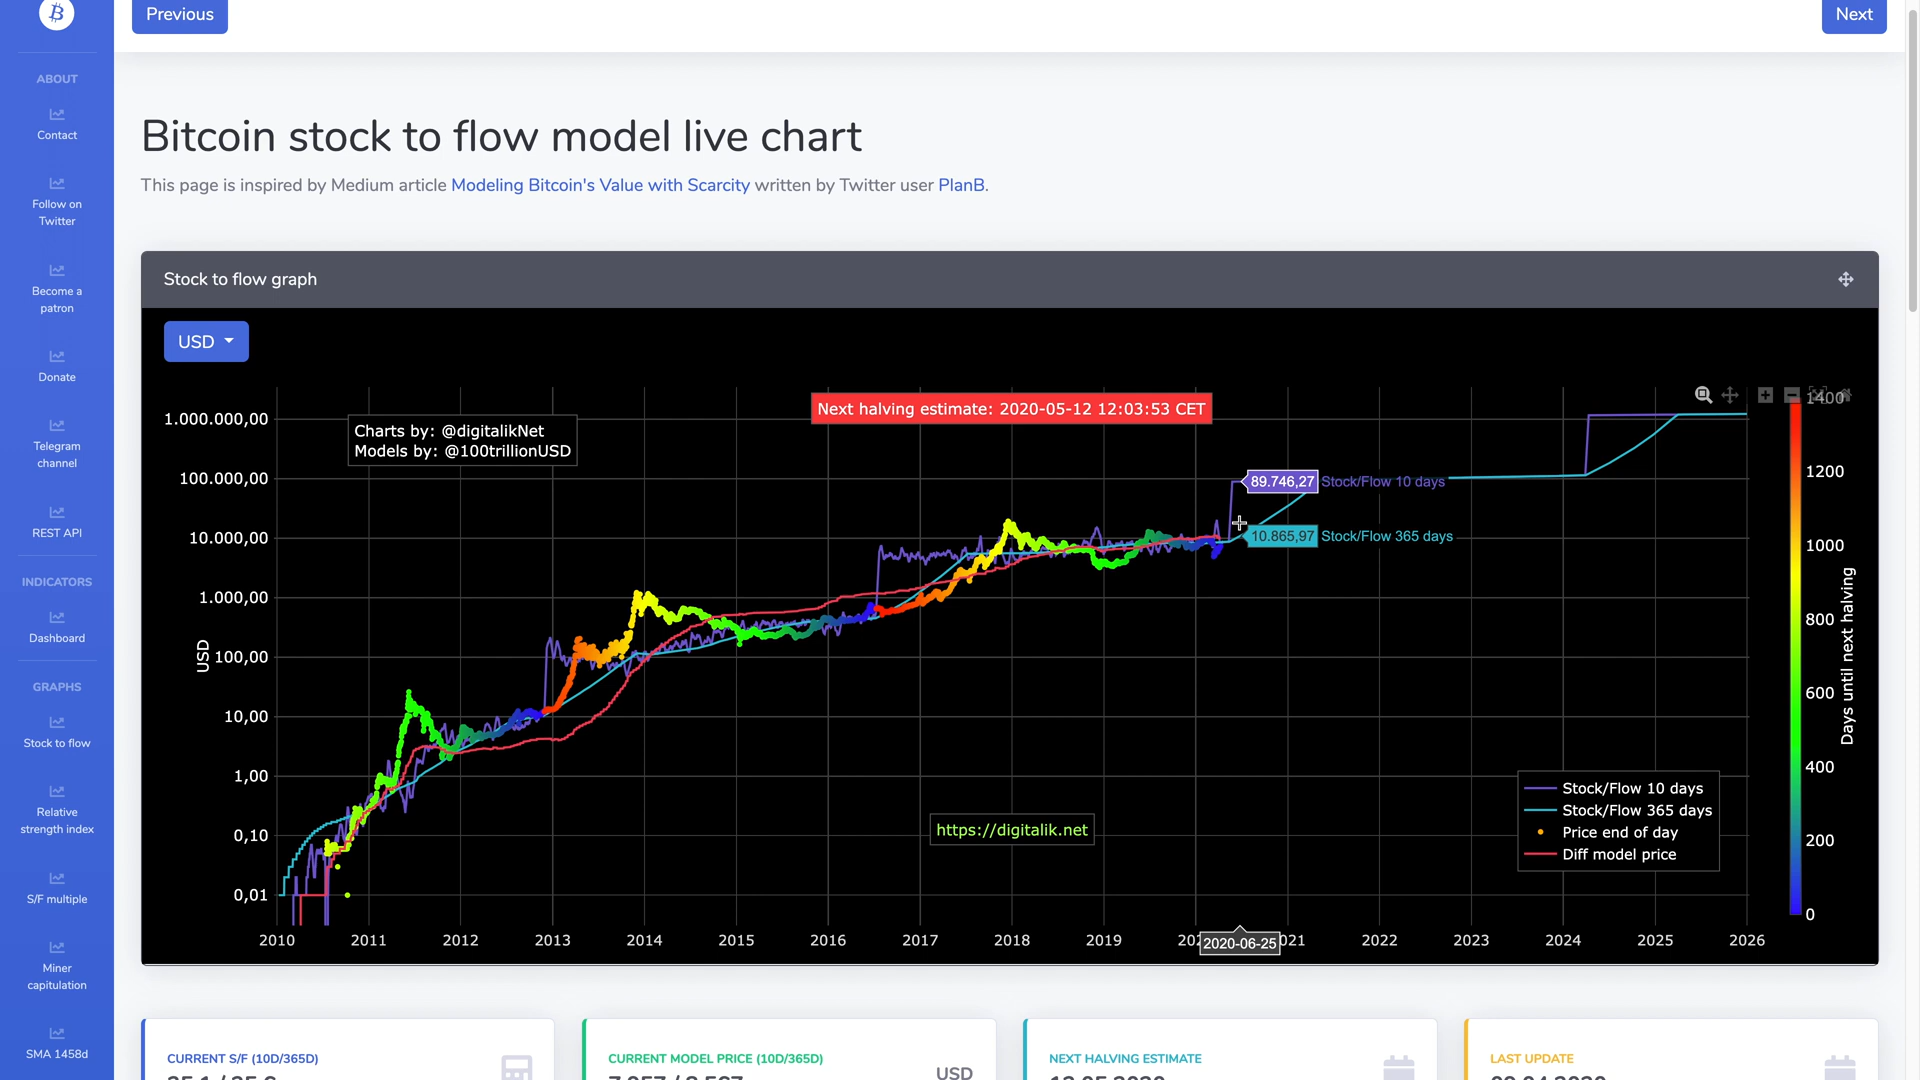 Previous
Next
ABOUT
Contact
Follow on
Twitter
Become a
patron
Donate
Telegram
channel
REST API
INDICATORS
Dashboard
GRAPHS
Stock to flow
Relative
strength index
S/F multiple
Miner
capitulation
SMA 1458d
Bitcoin stock to flow model live chart
This page is inspired by Medium article Modeling Bitcoin's Value with Scarcity written by Twitter user PlanB.
Stock to flow graph
USD
Next halving estimate: 2020-05-12 12:03:53 CET
Charts by: @digitalikNet
Models by: @100trillionUSD
1.000.000,00
100.000,00
10.000,00
1.000,00
100,00
10,00
1,00
0,10
0,01
USD
89.746,27 Stock/Flow 10 days
10.865,97 Stock/Flow 365 days
https://digitalik.net
Stock/Flow 10 days
Stock/Flow 365 days
Price end of day
Diff model price
1400
1200
1000
800
600
400
200
0
Days until next halving
2010 2011 2012 2013 2014 2015 2016 2017 2018 2019 2020-06-25 2022 2023 2024 2025 2026
CURRENT S/F (10D/365D)
CURRENT MODEL PRICE (10D/365D)
USD
NEXT HALVING ESTIMATE
LAST UPDATE